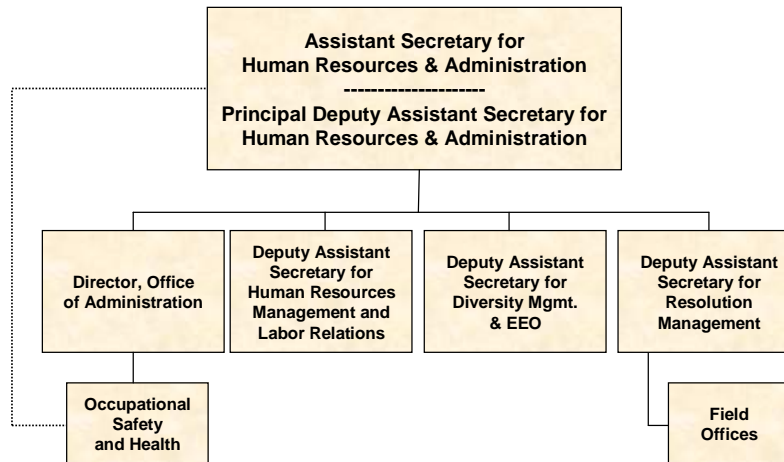 Assistant Secretary for
Human Resources & Administration
---------------------
Principal Deputy Assistant Secretary for
Human Resources & Administration
Director, Office
of Administration
Deputy Assistant
Secretary for
Human Resources
Management and
Labor Relations
Deputy Assistant
Secretary for
Diversity Mgmt.
& EEO
Deputy Assistant
Secretary for
Resolution
Management
Occupational
Safety
and Health
Field
Offices